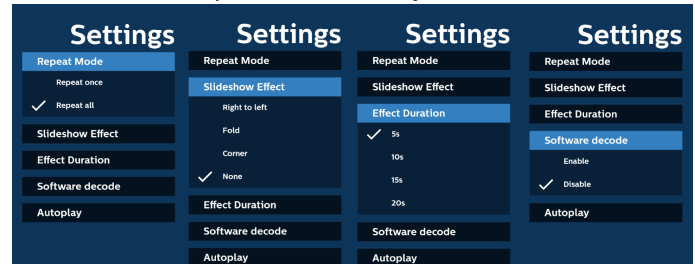 Settings
Repeat Mode
Repeat once
Repeat all
Slideshow Effect
Effect Duration
Software decode
Autoplay
Settings
Repeat Mode
Slideshow Effect
Right to left
Fold
Corner
None
Effect Duration
Software decode
Autoplay
Settings
Repeat Mode
Slideshow Effect
Effect Duration
5s
10s
15s
20s
Software decode
Autoplay
Settings
Repeat Mode
Slideshow Effect
Effect Duration
Software decode
Enable
Disable
Autoplay